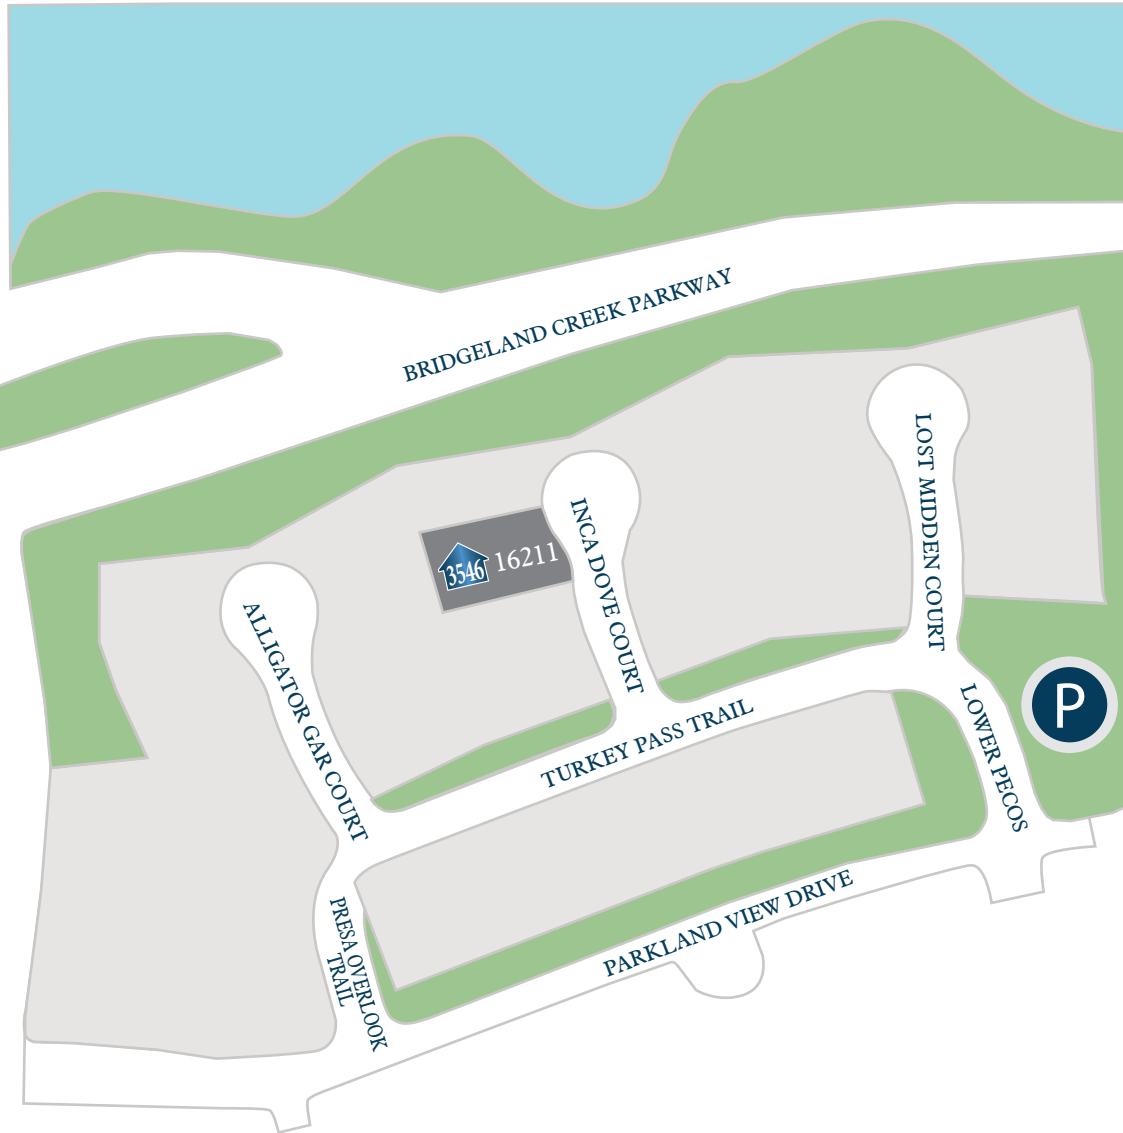 BRIDGELAND CREEK PARKWAY
LOST MIDDEN COURT
INCA DOVE COURT
3546
16211
ALLIGATOR GAR COURT
P
LOWER PECOS
TURKEY PASS TRAIL
PARKLAND VIEW DRIVE
PRESA OVERLOOK
TRAIL